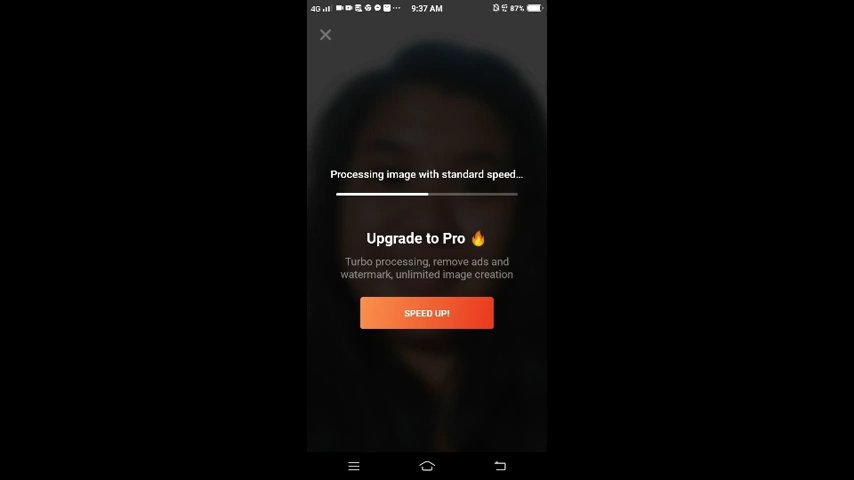 4G 9:37 AM 87%
Processing image with standard speed...
Upgrade to Pro 🔥
Turbo processing, remove ads and
watermark, unlimited image creation
SPEED UP!